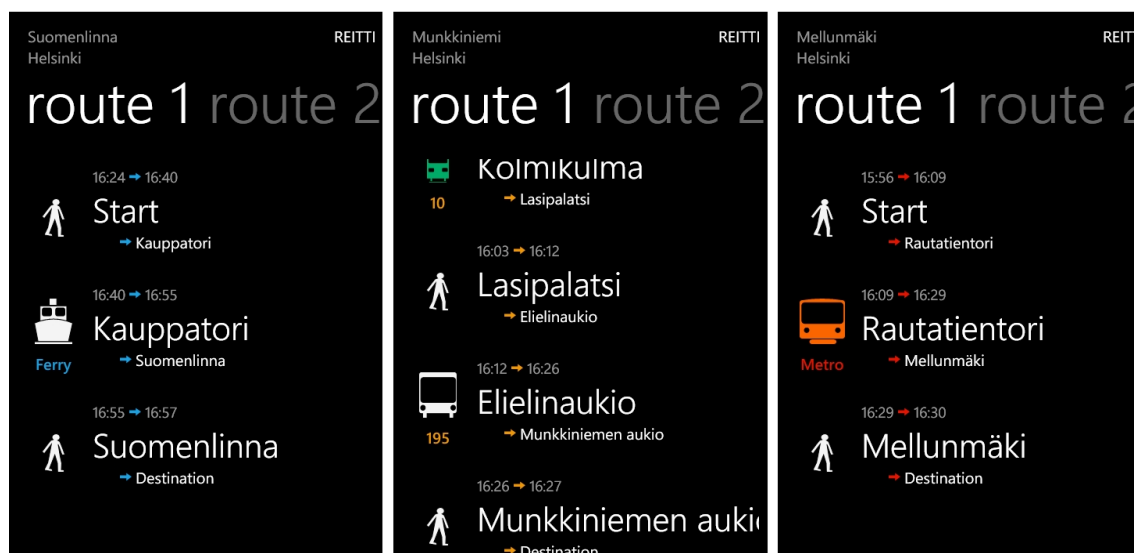 Suomenlinna
Helsinki
REITTI
route 1 route 2
16:24 → 16:40
Start
→ Kauppatori
16:40 → 16:55
Kauppatori
Ferry
→ Suomenlinna
16:55 → 16:57
Suomenlinna
→ Destination
Munkkiniemi
Helsinki
REITTI
route 1 route 2
Kolmikulma
10
→ Lasipalatsi
16:03 → 16:12
Lasipalatsi
→ Elielinaukio
16:12 → 16:26
Elielinaukio
195
→ Munkkiniemen aukio
16:26 → 16:27
Munkkiniemen auki
→ Destination
Mellunmäki
Helsinki
REITT
route 1 route 2
15:56 → 16:09
Start
→ Rautatientori
16:09 → 16:29
Rautatientori
Metro
→ Mellunmäki
16:29 → 16:30
Mellunmäki
→ Destination